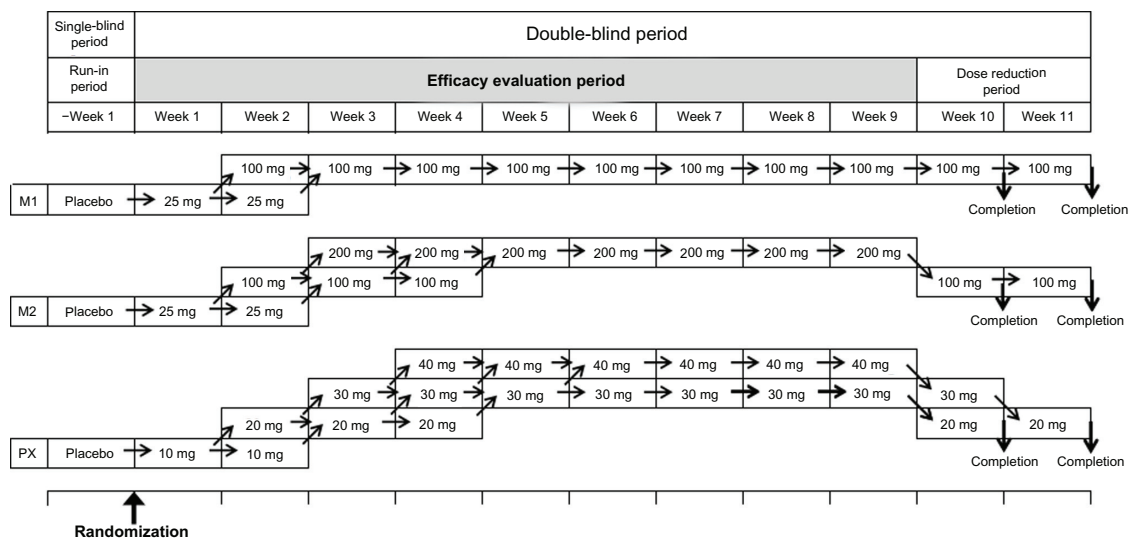 Single-blind
period
Double-blind period
Run-in
period
Efficacy evaluation period
Dose reduction
period
−Week 1 Week 1 Week 2 Week 3 Week 4 Week 5 Week 6 Week 7 Week 8 Week 9 Week 10 Week 11
100 mg 100 mg 100 mg 100 mg 100 mg 100 mg 100 mg 100 mg 100 mg 100 mg
M1 Placebo 25 mg 25 mg
Completion Completion
200 mg 200 mg 200 mg 200 mg 200 mg 200 mg 200 mg
100 mg 100 mg 100 mg 100 mg 100 mg
M2 Placebo 25 mg 25 mg
Completion Completion
40 mg 40 mg 40 mg 40 mg 40 mg 40 mg
30 mg 30 mg 30 mg 30 mg 30 mg 30 mg 30 mg 30 mg
20 mg 20 mg 20 mg 20 mg 20 mg
PX Placebo 10 mg 10 mg
Completion Completion
Randomization